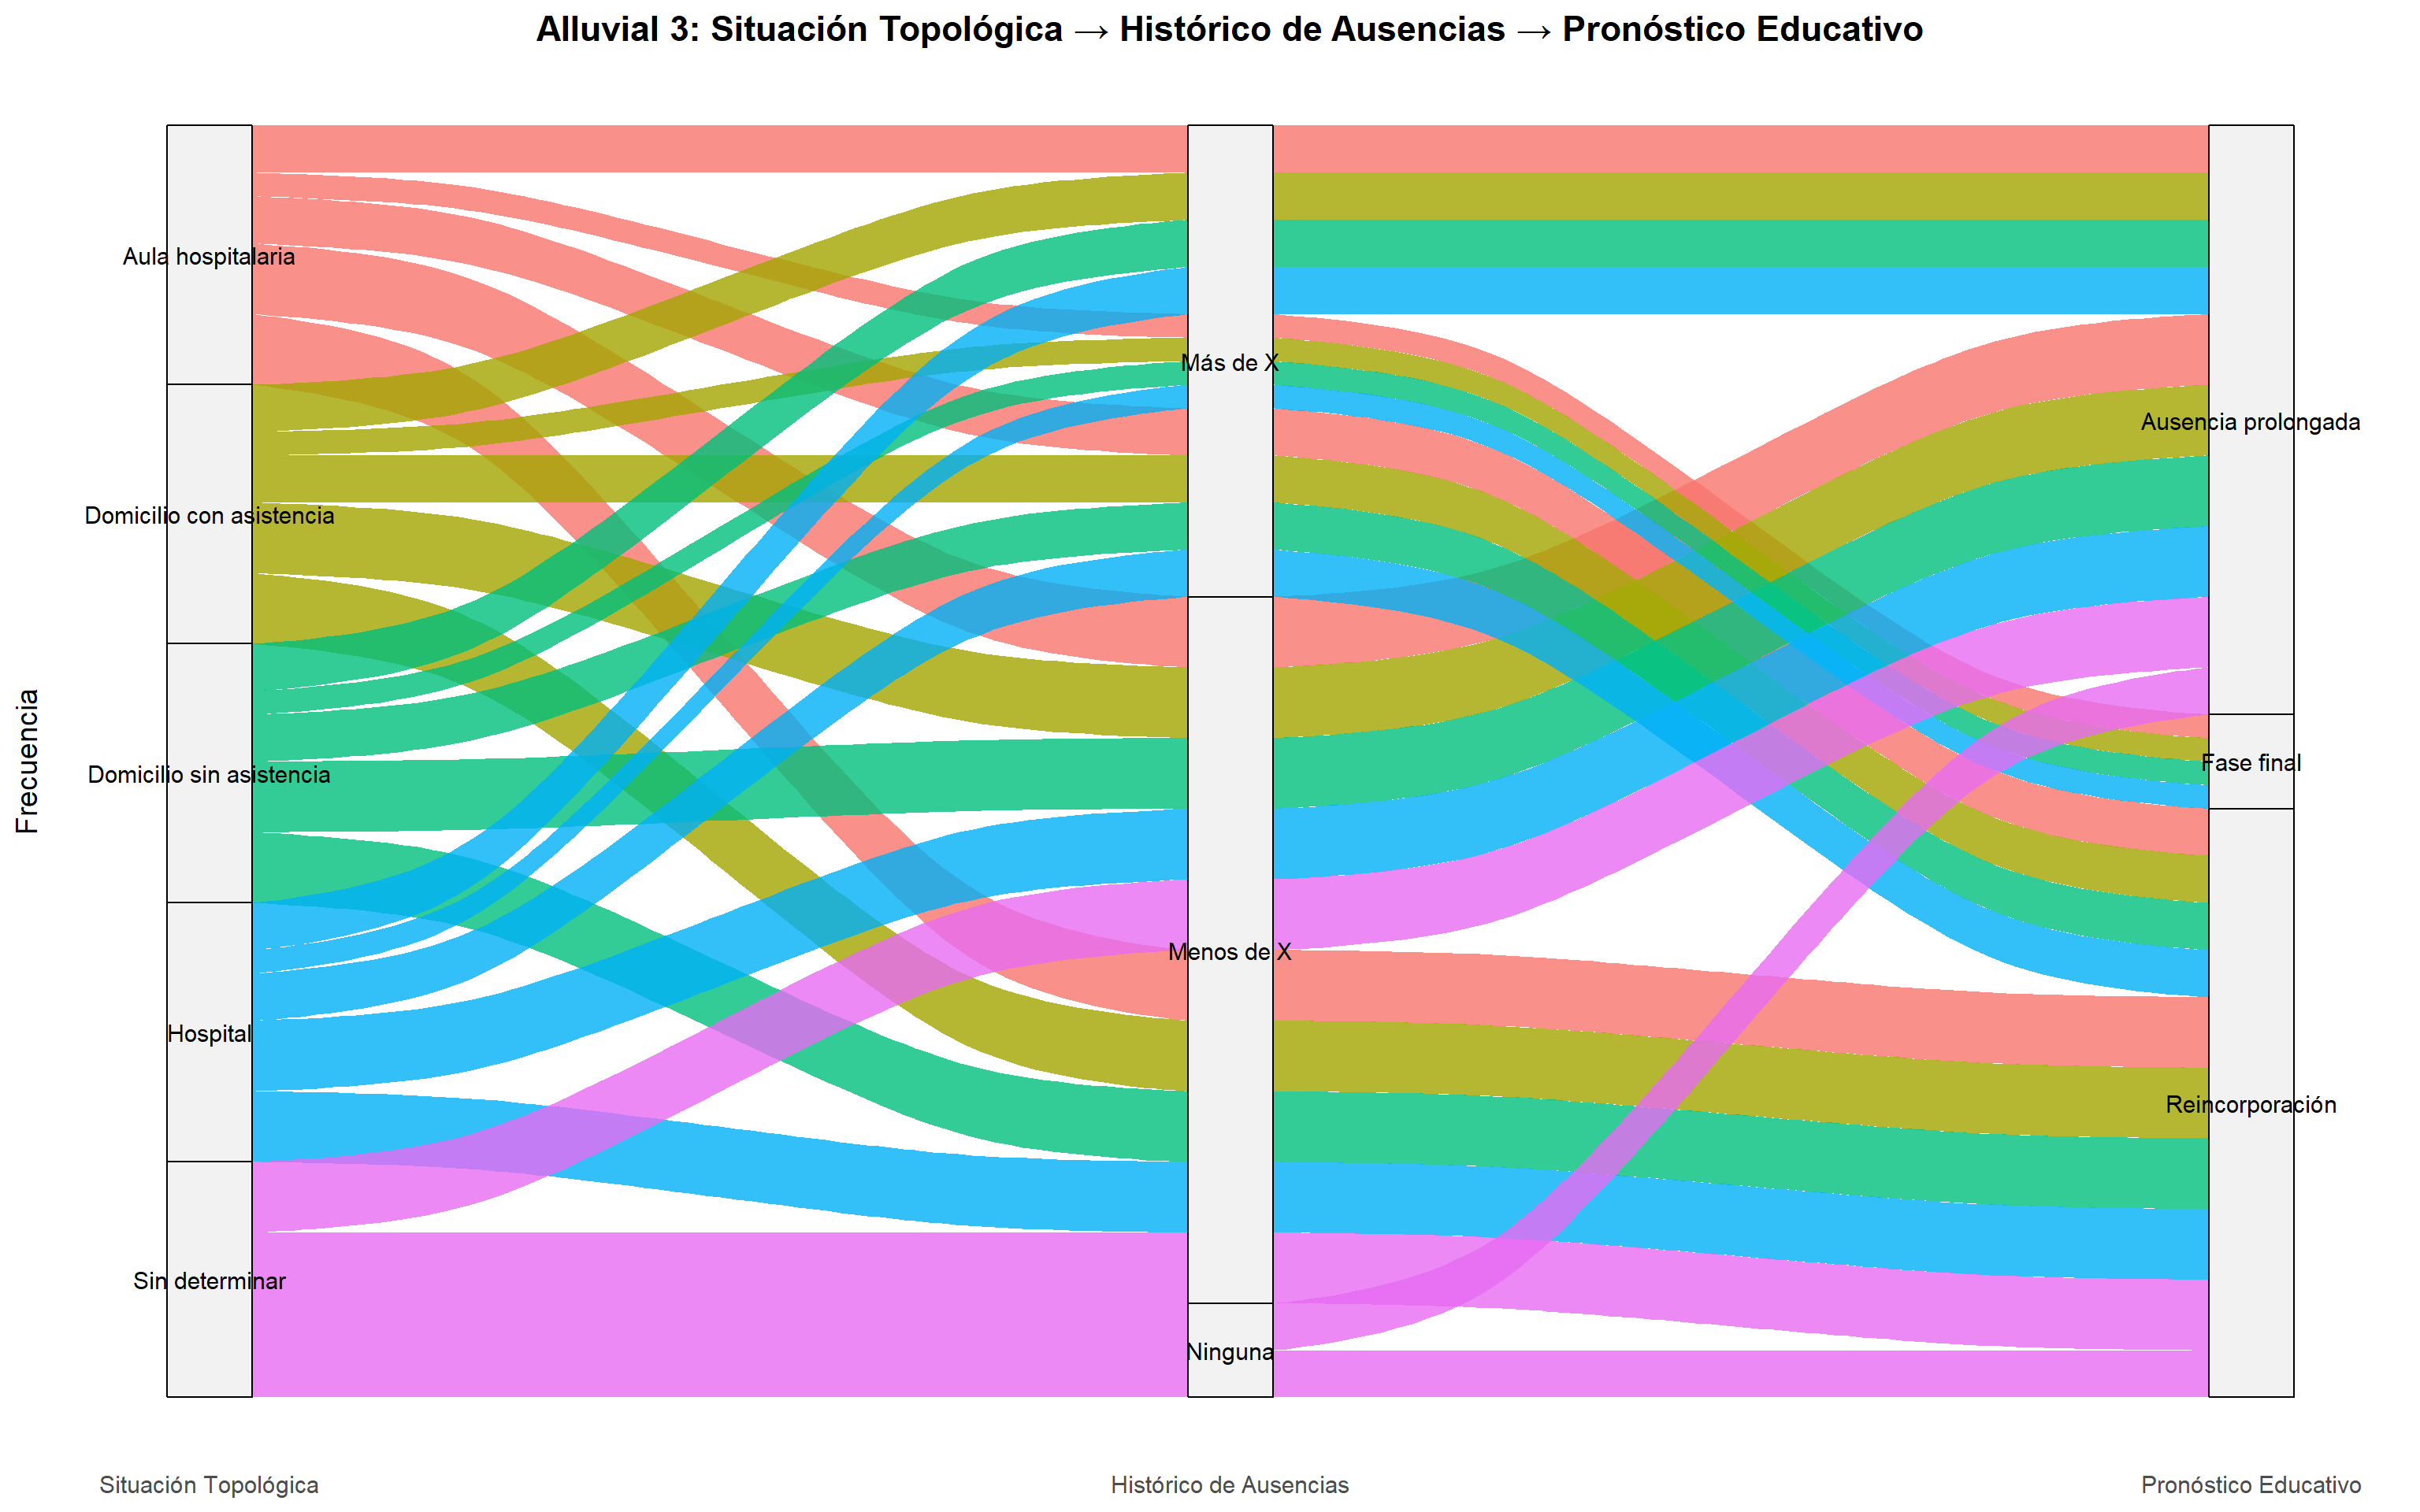 Alluvial 3: Situación Topológica → Histórico de Ausencias → Pronóstico Educativo
Frecuencia
Aula hospitalaria
Domicilio con asistencia
Domicilio sin asistencia
Hospital
Sin determinar
Más de X
Menos de X
Ninguna
Ausencia prolongada
Fase final
Reincorporación
Situación Topológica
Histórico de Ausencias
Pronóstico Educativo